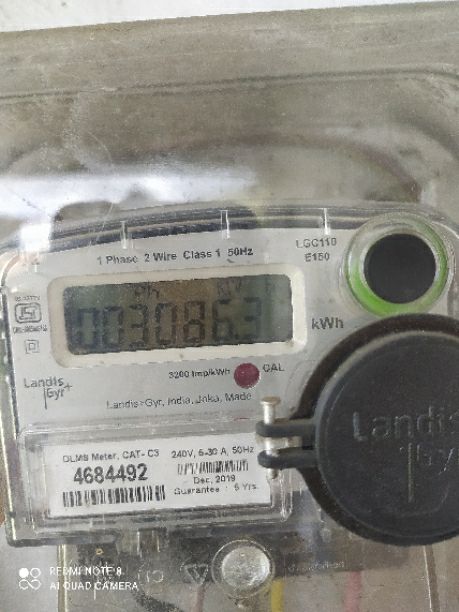 1 Phase 2 Wire Class 1 50Hz
LGC110
E150
0030863
kWh
3200 Imp/kWh
CAL
Landis
Gyr+
Landis+Gyr, India, Joka, Made
Landis
Gy
DLMS Meter, CAT- C3
240V, 5-30 A, 50Hz
4684492
Dec, 2019
Guarantee : 5 Yrs.
REDMI NOTE 8
AI QUAD CAMERA